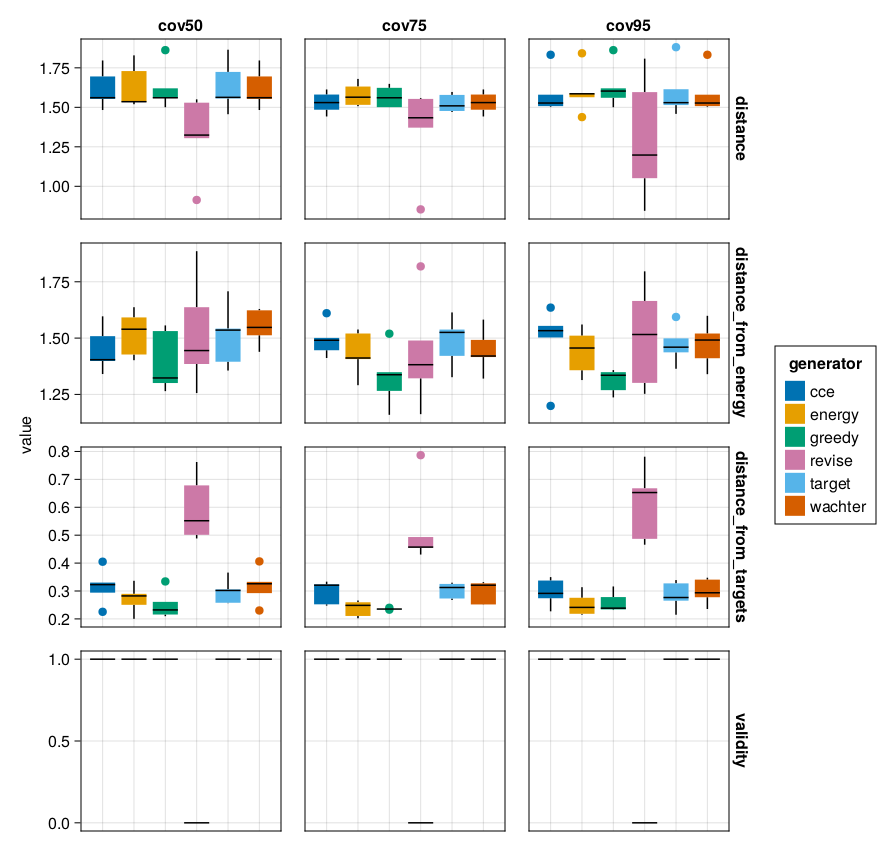 cov50 cov75 cov95
1.75
1.50
1.25
1.00
distance
1.75
1.50
1.25
distance_from_energy
value
0.8
0.7
0.6
0.5
0.4
0.3
0.2
distance_from_targets
1.0
0.5
0.0
validity
generator
cce
energy
greedy
revise
target
wachter